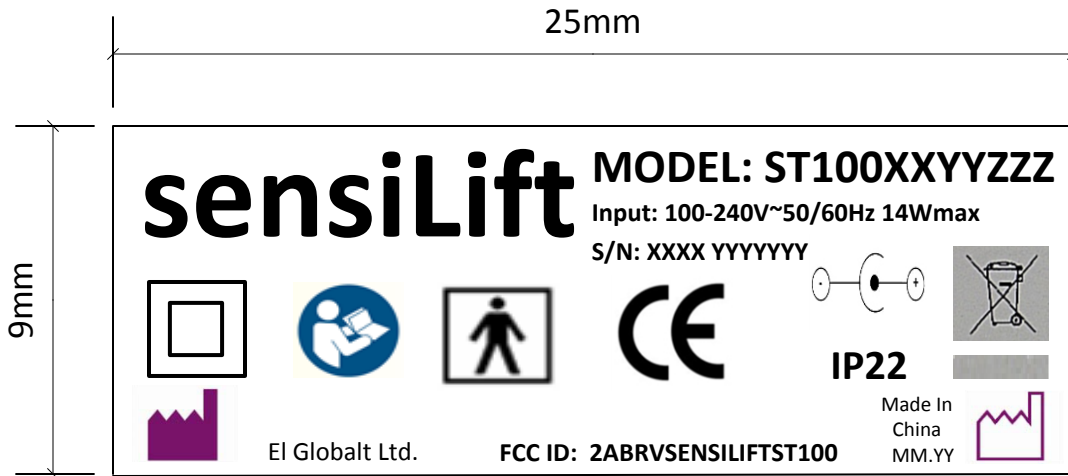 25mm
9mm
sensiLift
MODEL: ST100XXYYZZZ
Input: 100-240V~50/60Hz 14Wmax
S/N: XXXX YYYYYYY
- +
CE
IP22
El Globalt Ltd.
FCC ID: 2ABRVSENSILIFTST100
Made In
China
MM.YY